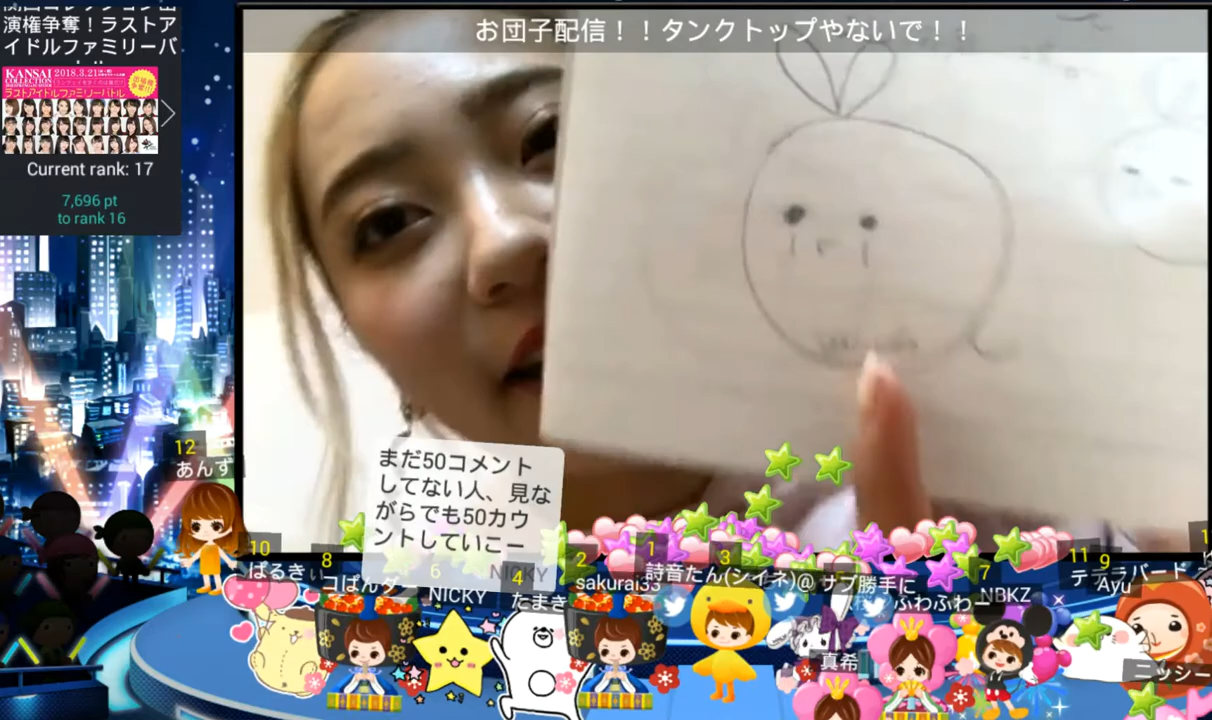 演権争奪！ラストア
イドルファミリーバ
KANSAI
COLLECTION
2018.3.21
ラストアイドルファミリーバトル
Current rank: 17
7,696 pt
to rank 16
お団子配信！！タンクトップやないで！！
まだ50コメント
してない人、見な
がらでも50カウ
ントしていこー
12
あんず
10
ぱるきぃ
8
コぱんダー
6
NICKY
NICKY
4
たまき
2
sakurai33
1
詩音たん(シイネ)@
3
サブ勝手に
ふわふわー
真希
7
NBKZ
11
9
Ayu
ニッシー